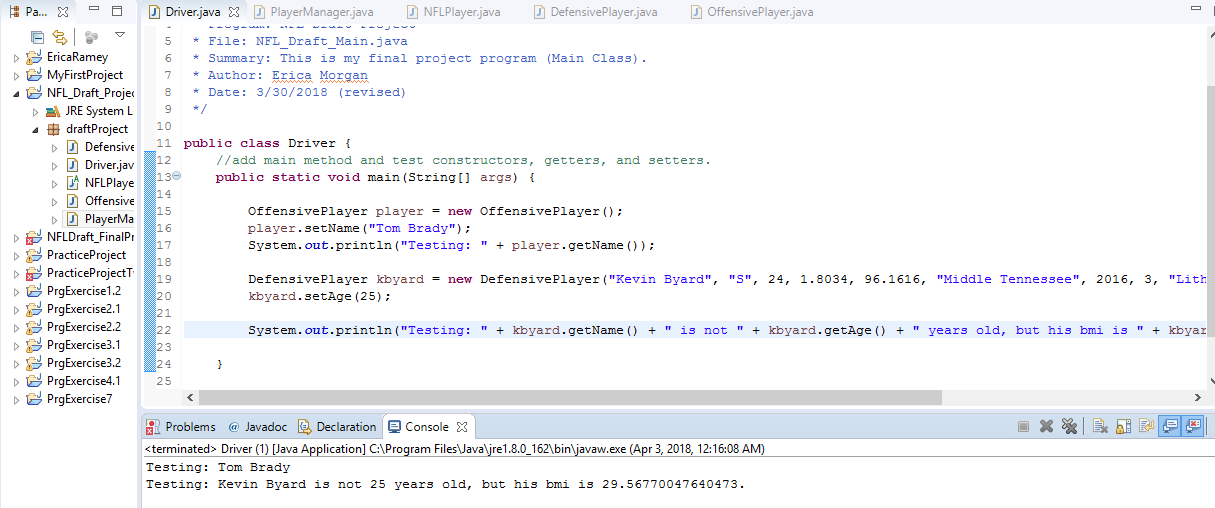 Pa...
EricaRamey
MyFirstProject
NFL_Draft_Projec
JRE System L
draftProject
Defensive
Driver.jav
NFLPlaye
Offensive
PlayerMa
NFLDraft_FinalPr
PracticeProject
PracticeProjectT
PrgExercise1.2
PrgExercise2.1
PrgExercise2.2
PrgExercise3.1
PrgExercise3.2
PrgExercise4.1
PrgExercise7
Driver.java PlayerManager.java NFLPlayer.java DefensivePlayer.java OffensivePlayer.java
4 * Program: NFL Draft Project
5 * File: NFL_Draft_Main.java
6 * Summary: This is my final project program (Main Class).
7 * Author: Erica Morgan
8 * Date: 3/30/2018 (revised)
9 */
10
11 public class Driver {
12 //add main method and test constructors, getters, and setters.
13 public static void main(String[] args) {
14
15 OffensivePlayer player = new OffensivePlayer();
16 player.setName("Tom Brady");
17 System.out.println("Testing: " + player.getName());
18
19 DefensivePlayer kbyard = new DefensivePlayer("Kevin Byard", "S", 24, 1.8034, 96.1616, "Middle Tennessee", 2016, 3, "Lith
20 kbyard.setAge(25);
21
22 System.out.println("Testing: " + kbyard.getName() + " is not " + kbyard.getAge() + " years old, but his bmi is " + kbyar
23
24 }
25
Problems @ Javadoc Declaration Console
<terminated> Driver (1) [Java Application] C:\Program Files\Java\jre1.8.0_162\bin\javaw.exe (Apr 3, 2018, 12:16:08 AM)
Testing: Tom Brady
Testing: Kevin Byard is not 25 years old, but his bmi is 29.56770047640473.